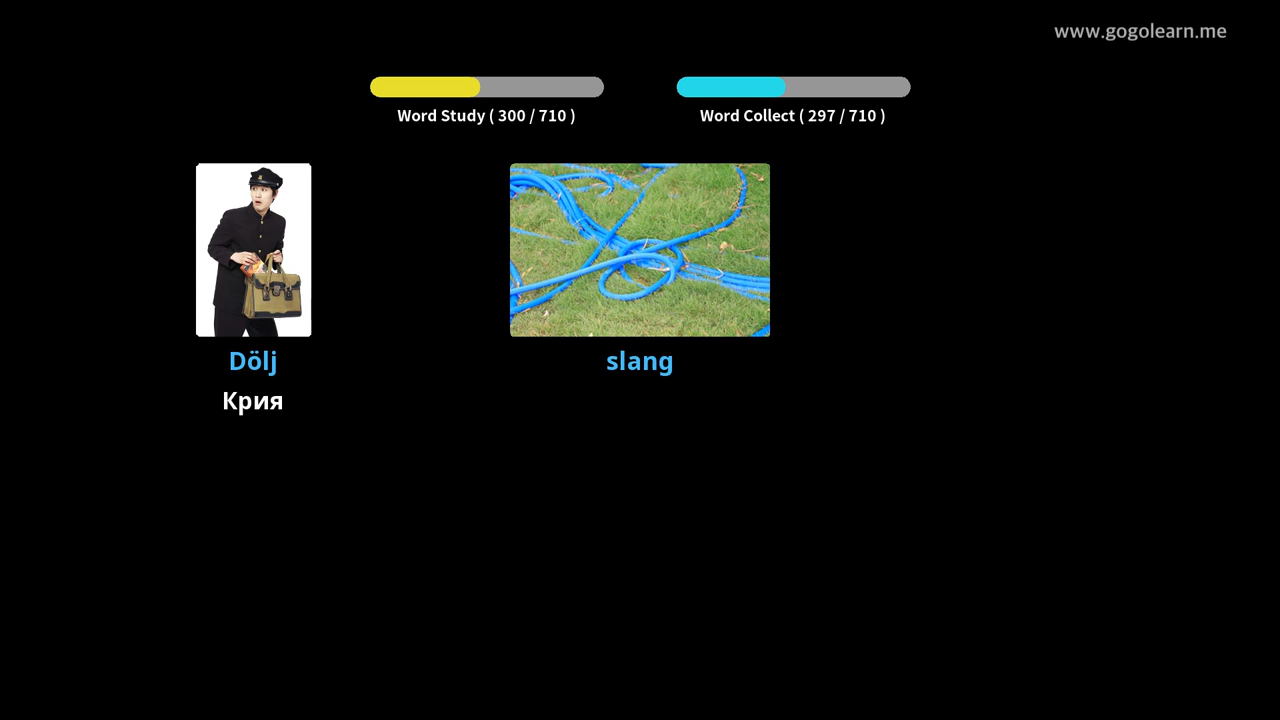 www.gogolearn.me
Word Study ( 300 / 710 )
Word Collect ( 297 / 710 )
Dölj
slang
Крия